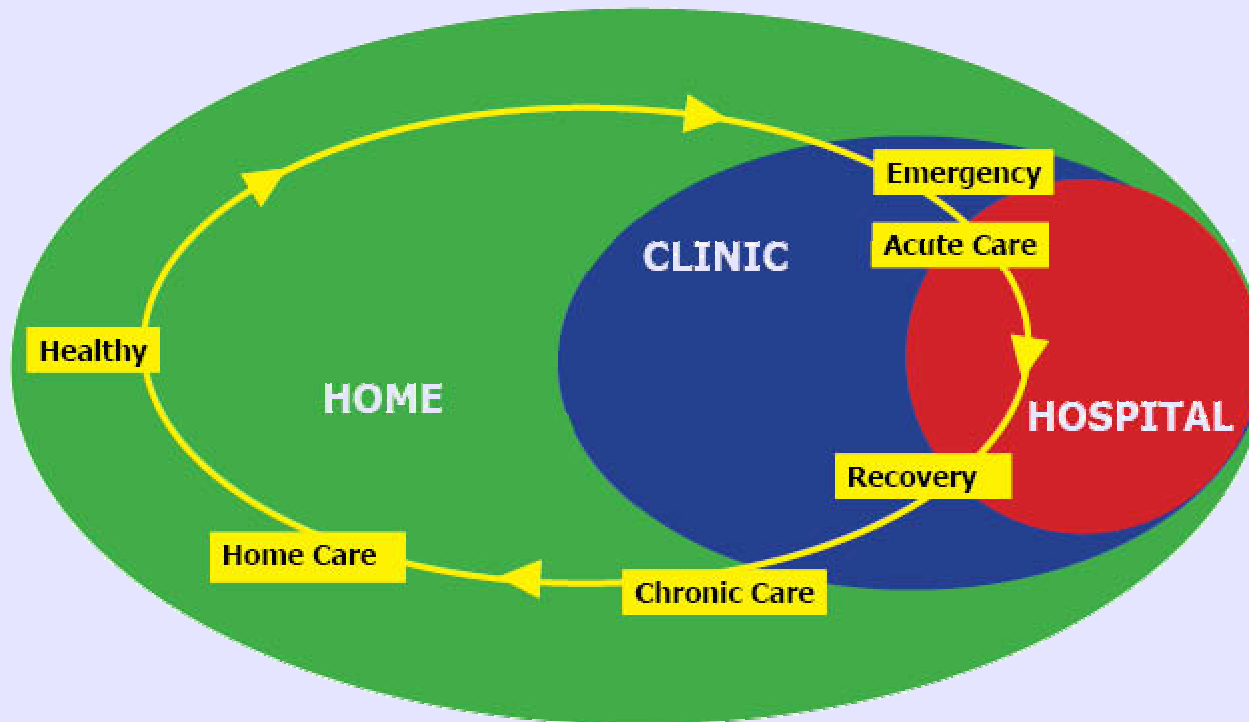 Emergency
Acute Care
CLINIC
Healthy
HOME
HOSPITAL
Recovery
Home Care
Chronic Care